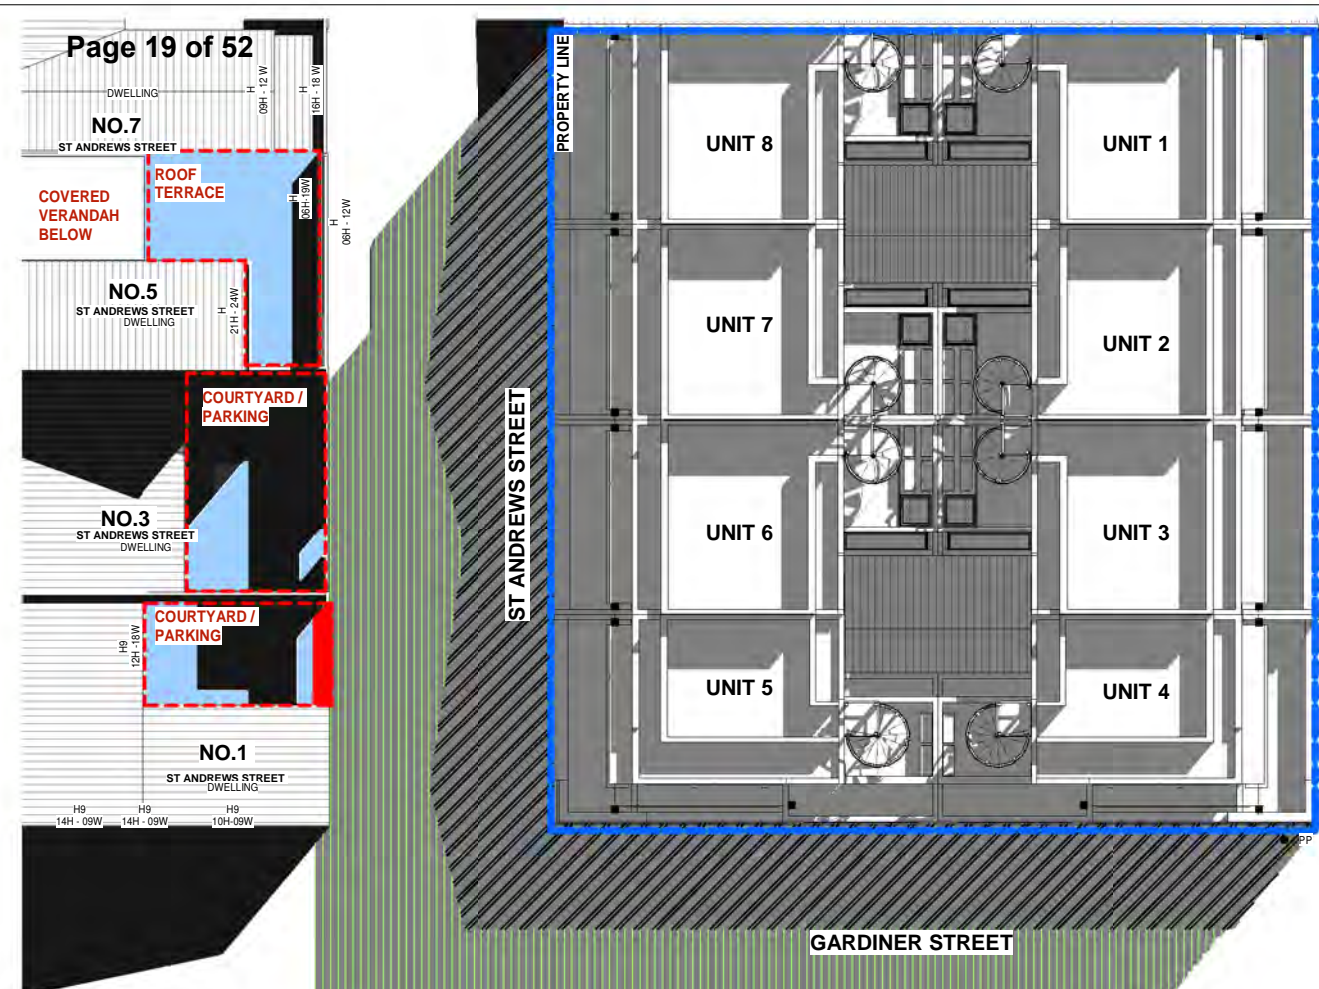 Page 19 of 52
DWELLING
NO.7
ST ANDREWS STREET
H
09H - 12 W
H
16H - 18 W
ROOF
TERRACE
COVERED
VERANDAH
BELOW
H
06H-19W
H
06H - 12W
NO.5
ST ANDREWS STREET
DWELLING
H
21H - 24W
COURTYARD /
PARKING
NO.3
ST ANDREWS STREET
DWELLING
COURTYARD /
PARKING
H9
12H -18W
NO.1
ST ANDREWS STREET
DWELLING
H9
14H - 09W
H9
14H - 09W
H9
10H-09W
PROPERTY LINE
ST ANDREWS STREET
UNIT 8
UNIT 1
UNIT 7
UNIT 2
UNIT 6
UNIT 3
UNIT 5
UNIT 4
PP
GARDINER STREET